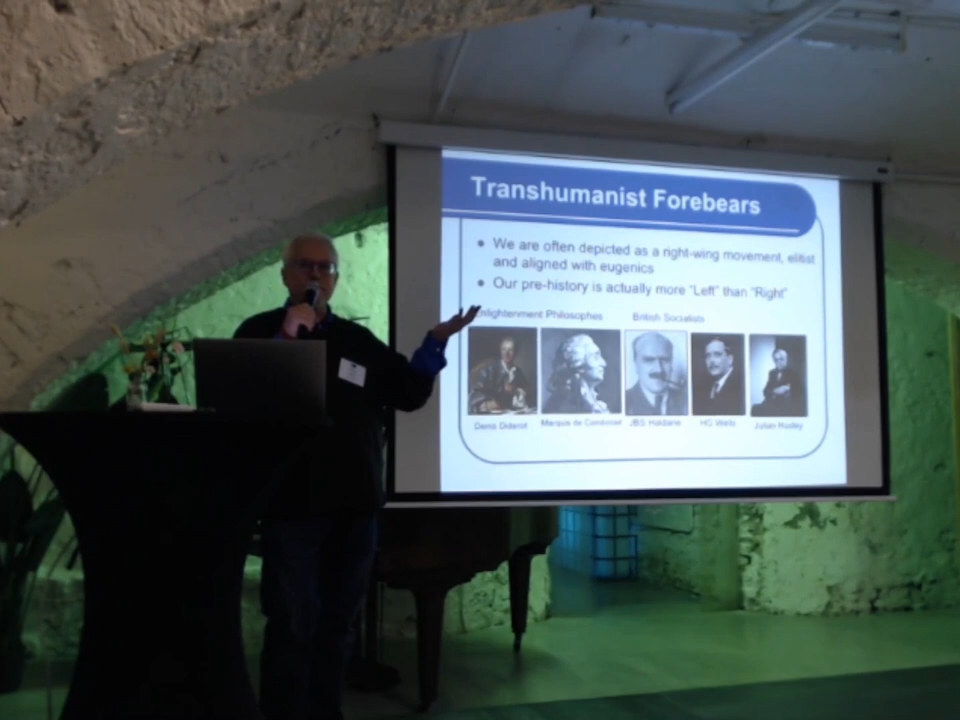 Transhumanist Forebears
We are often depicted as a right-wing movement, elitist
and aligned with eugenics
Our pre-history is actually more “Left” than “Right”
Enlightenment Philosophes British Socialists
Denis Diderot Marquis de Condorcet JBS Haldane HG Wells Julian Huxley